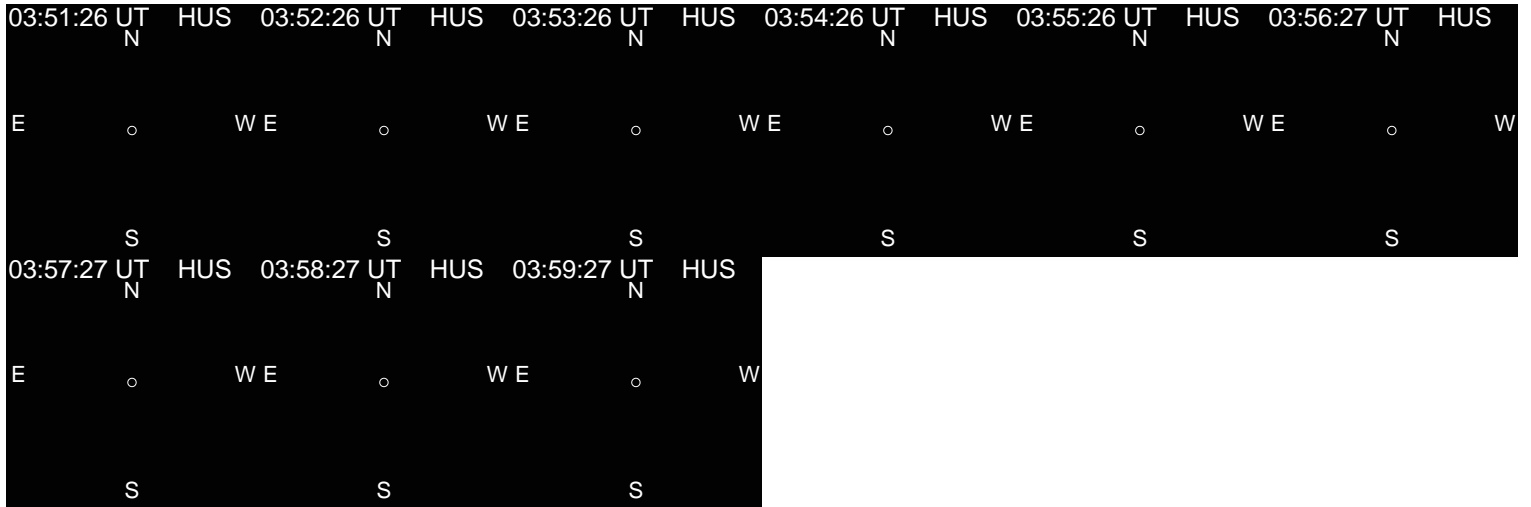 03:51:26 UT HUS 03:52:26 UT HUS 03:53:26 UT HUS 03:54:26 UT HUS 03:55:26 UT HUS 03:56:27 UT HUS
N N N N N N
E W E W E W E W E W E W
S S S S S S
03:57:27 UT HUS 03:58:27 UT HUS 03:59:27 UT HUS
N N N
E W E W E W
S S S